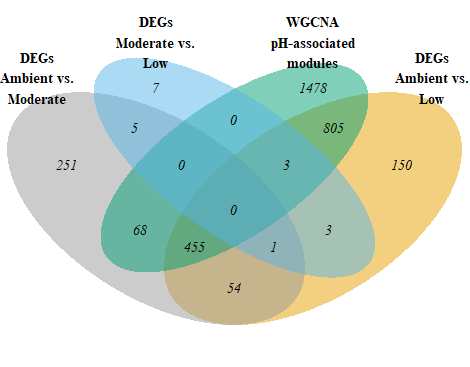 DEGs
Moderate vs.
Low
WGCNA
pH-associated
modules
DEGs
Ambient vs.
Moderate
DEGs
Ambient vs.
Low
7
1478
5
0
805
251
0
3
150
68
0
3
455
1
54